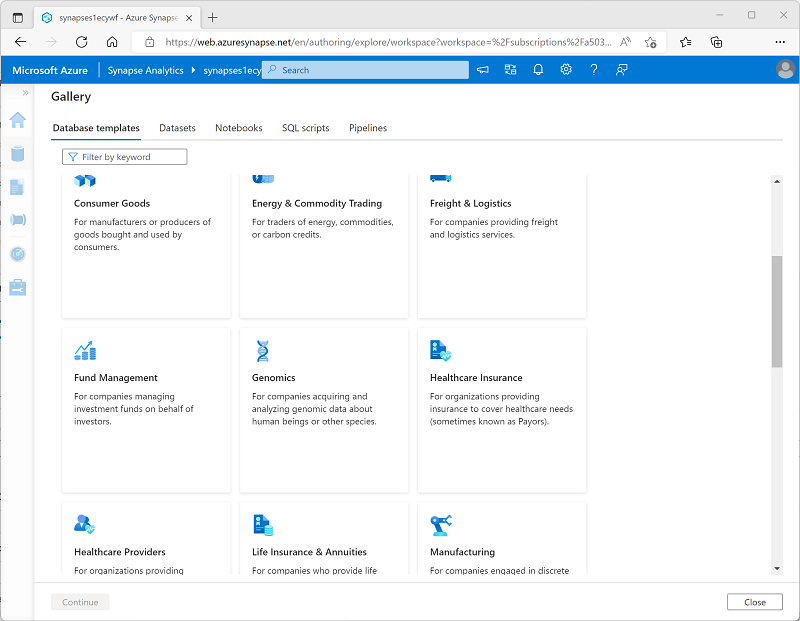 synapses1ecywf - Azure Synapse
https://web.azuresynapse.net/en/authoring/explore/workspace?workspace=%2Fsubscriptions%2Fa503...
Microsoft Azure
Synapse Analytics
synapses1ecy
Search
Gallery
Database templates
Datasets
Notebooks
SQL scripts
Pipelines
Filter by keyword
Consumer Goods
For manufacturers or producers of
goods bought and used by
consumers.
Energy & Commodity Trading
For traders of energy, commodities,
or carbon credits.
Freight & Logistics
For companies providing freight
and logistics services.
Fund Management
For companies managing
investment funds on behalf of
investors.
Genomics
For companies acquiring and
analyzing genomic data about
human beings or other species.
Healthcare Insurance
For organizations providing
insurance to cover healthcare needs
(sometimes known as Payors).
Healthcare Providers
For organizations providing
Life Insurance & Annuities
For companies who provide life
Manufacturing
For companies engaged in discrete
Continue
Close